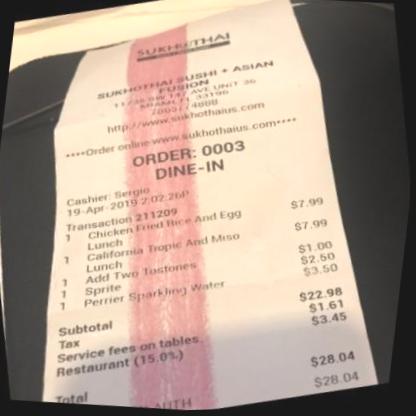 SUKHOTHAI
SUKHOTHAI SUSHI + ASIAN
FUSION
11736 SW 147 AVE UNIT 36
MIAMI, FL 33196
http://www.sukhothaius.com
****Order online www.sukhothaius.com****
ORDER: 0003
DINE-IN
Cashier: Sergio
19-Apr-2019 2:02:26P
Transaction 211209
1 Chicken Fried Rice And Egg $7.99
Lunch
1 California Tropic And Miso $7.99
Lunch
1 Add Two Tostones $1.00
1 Sprite $2.50
1 Perrier Sparkling Water $3.50
Subtotal $22.98
Tax $1.61
Service fees on tables $3.45
Restaurant (15.0%)
Total $28.04
AUTH $28.04